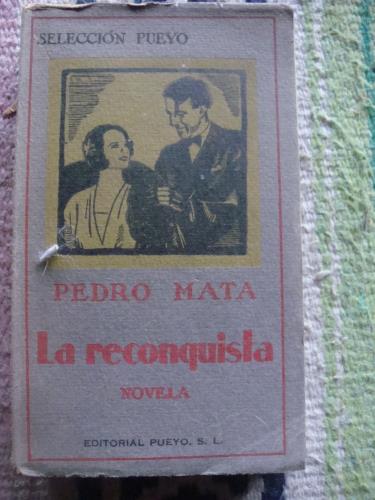 SELECCIÓN PUEYO
PEDRO MATA
La reconquista
NOVELA
EDITORIAL PUEYO. S. L.